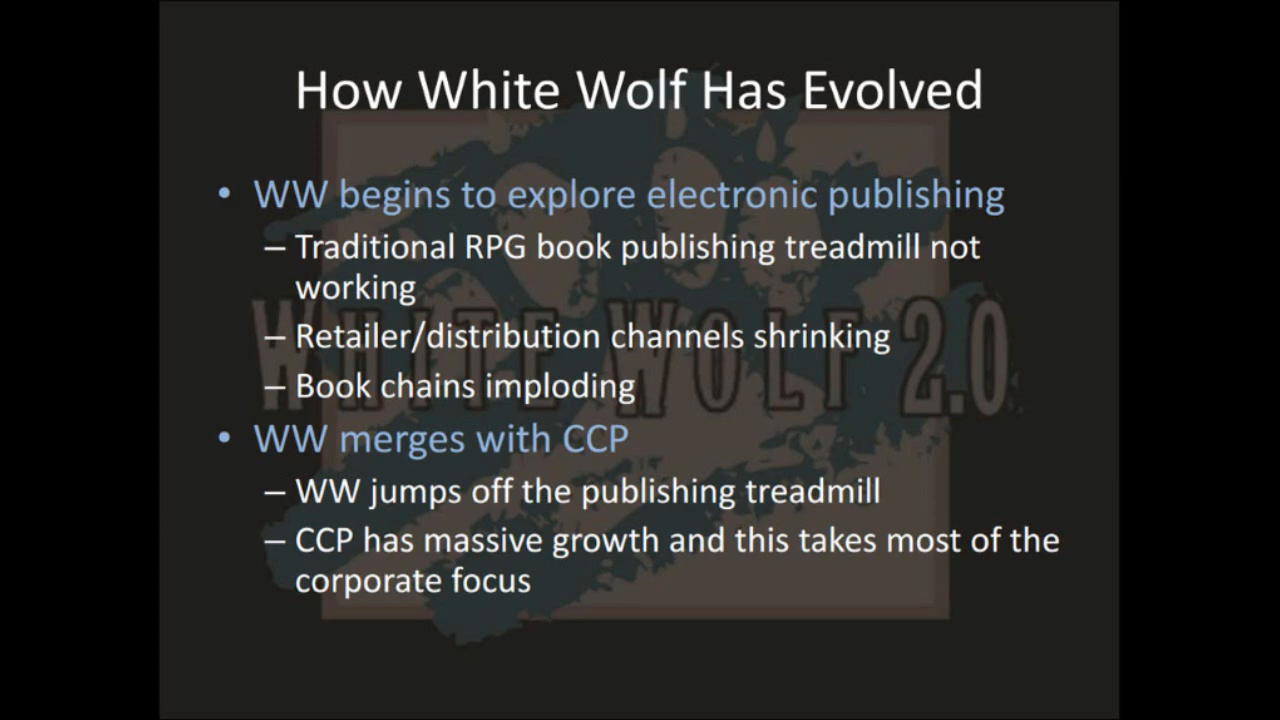 How White Wolf Has Evolved
• WW begins to explore electronic publishing
– Traditional RPG book publishing treadmill not
working
– Retailer/distribution channels shrinking
– Book chains imploding
WHITE WOLF 2.0
• WW merges with CCP
– WW jumps off the publishing treadmill
– CCP has massive growth and this takes most of the
corporate focus